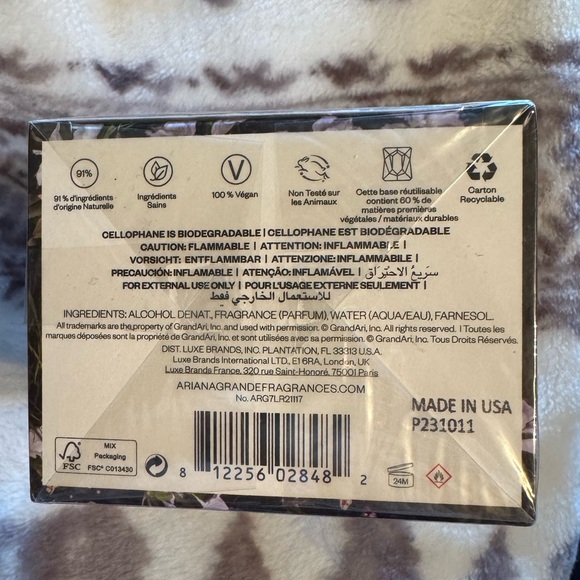 91%
V
91 % d'ingrédients
d'origine Naturelle
Ingrédients
Sains
100 % Végan
Non Testé sur
les Animaux
Cette base réutilisable
contient 60 % de
matières premières
végétales / matériaux durables
Carton
Recyclable
CELLOPHANE IS BIODEGRADABLE | CELLOPHANE EST BIODÉGRADABLE
CAUTION: FLAMMABLE | ATTENTION: INFLAMMABLE |
VORSICHT: ENTFLAMMBAR | ATTENZIONE: INFLAMMABILE |
PRECAUCIÓN: INFLAMABLE | ATENÇÃO: INFLAMÁVEL | سريع الاحتراق
FOR EXTERNAL USE ONLY | POUR L'USAGE EXTERNE SEULEMENT |
للاستعمال الخارجي فقط
INGREDIENTS: ALCOHOL DENAT, FRAGRANCE (PARFUM), WATER (AQUA/EAU), FARNESOL.
All trademarks are the property of GrandAri, Inc. and used with permission. © GrandAri, Inc. All rights reserved. | Toutes les
marques déposées sont la propriété de GrandAri, Inc. et sont utilisées avec sa permission. © GrandAri, Inc. Tous Droits Réservés.
DIST. LUXE BRANDS, INC. PLANTATION, FL 33313 U.S.A.
Luxe Brands International LTD., E1 6RA, London, UK
Luxe Brands France, 320 rue Saint-Honoré, 75001 Paris
ARIANAGRANDEFRAGRANCES.COM
No. ARG7LR21117
MADE IN USA
P231011
FSC
MIX
Packaging
FSC® C013430
8 12256 02848 2
24M